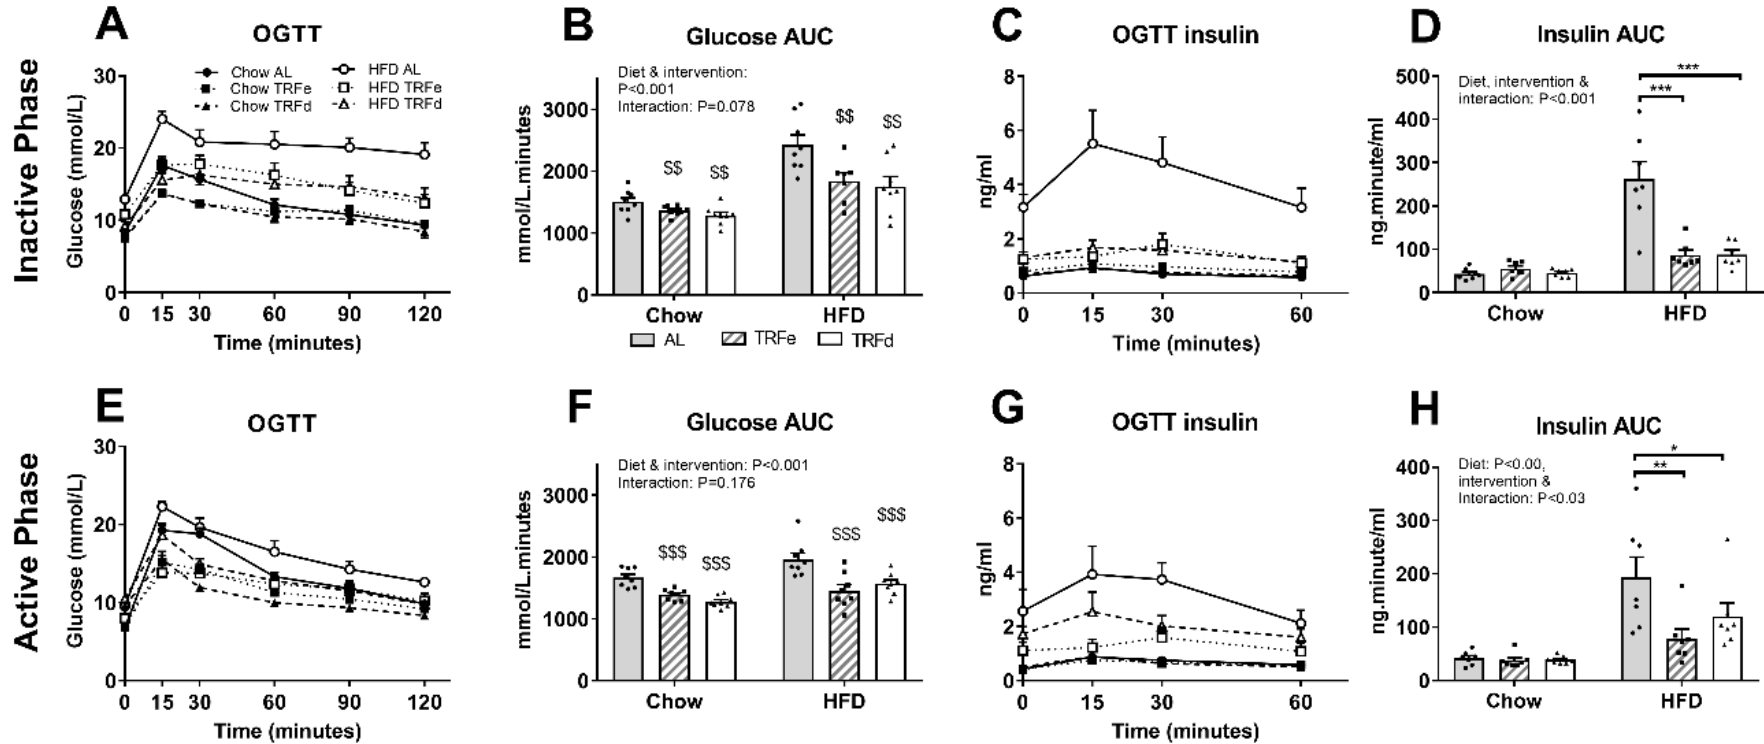 A
OGTT
Inactive Phase
Glucose (mmol/L)
30
20
10
0
Chow AL
Chow TRFe
Chow TRFd
HFD AL
HFD TRFe
HFD TRFd
0 15 30 60 90 120
Time (minutes)
B
Glucose AUC
Diet & intervention:
P<0.001
Interaction: P=0.078
mmol/L.minutes
3000
2000
1000
0
$$ $$ $$ $$
Chow HFD
AL TRFe TRFd
C
OGTT insulin
ng/ml
8
6
4
2
0
0 15 30 60
Time (minutes)
D
Insulin AUC
Diet, intervention &
interaction: P<0.001
ng.minute/ml
500
400
300
200
100
0
***
***
Chow HFD
E
OGTT
Active Phase
Glucose (mmol/L)
30
20
10
0
0 15 30 60 90 120
Time (minutes)
F
Glucose AUC
Diet & intervention: P<0.001
Interaction: P=0.176
mmol/L.minutes
3000
2000
1000
0
$$$ $$$ $$$ $$$
Chow HFD
G
OGTT insulin
ng/ml
8
6
4
2
0
0 15 30 60
Time (minutes)
H
Insulin AUC
Diet: P<0.00,
intervention &
Interaction: P<0.03
ng.minute/ml
400
300
200
100
0
*
**
Chow HFD